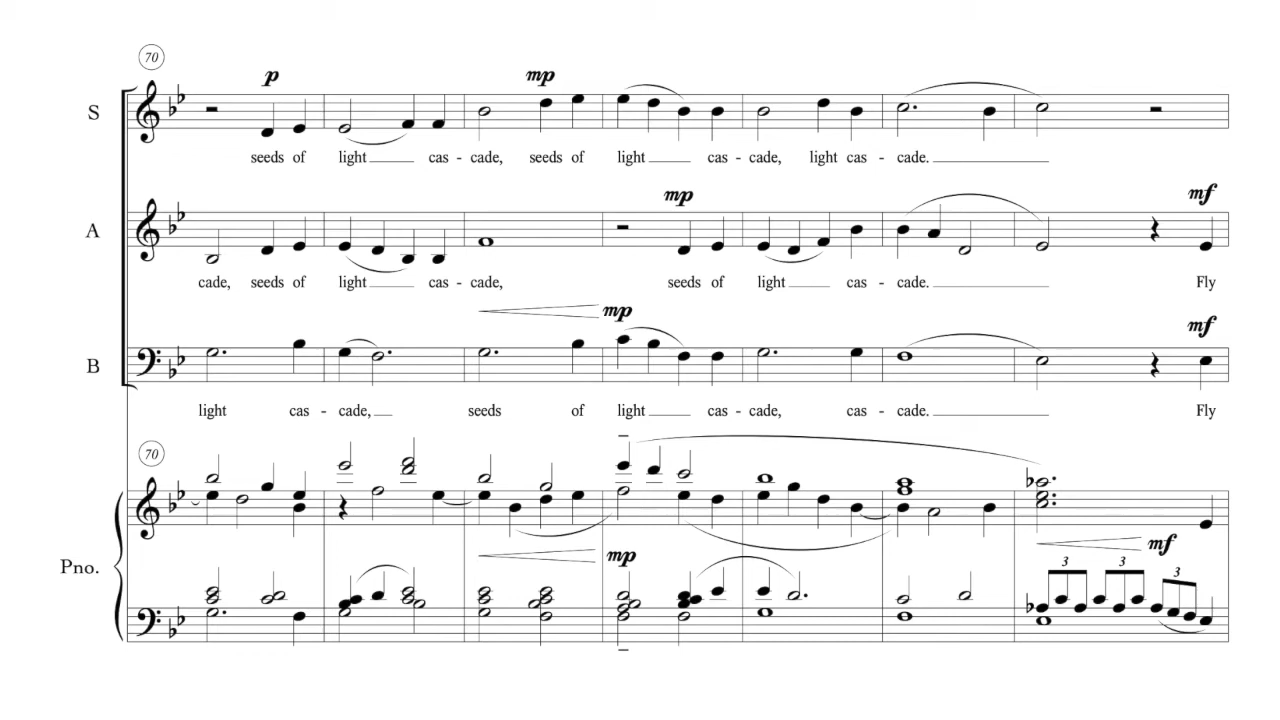 70
p mp
S
seeds of light cas - cade, seeds of light cas - cade, light cas - cade.
mp mf
A
cade, seeds of light cas - cade, seeds of light cas - cade. Fly
mp mf
B
light cas - cade, seeds of light cas - cade, cas - cade. Fly
70
Pno.
mp mf
3 3 3